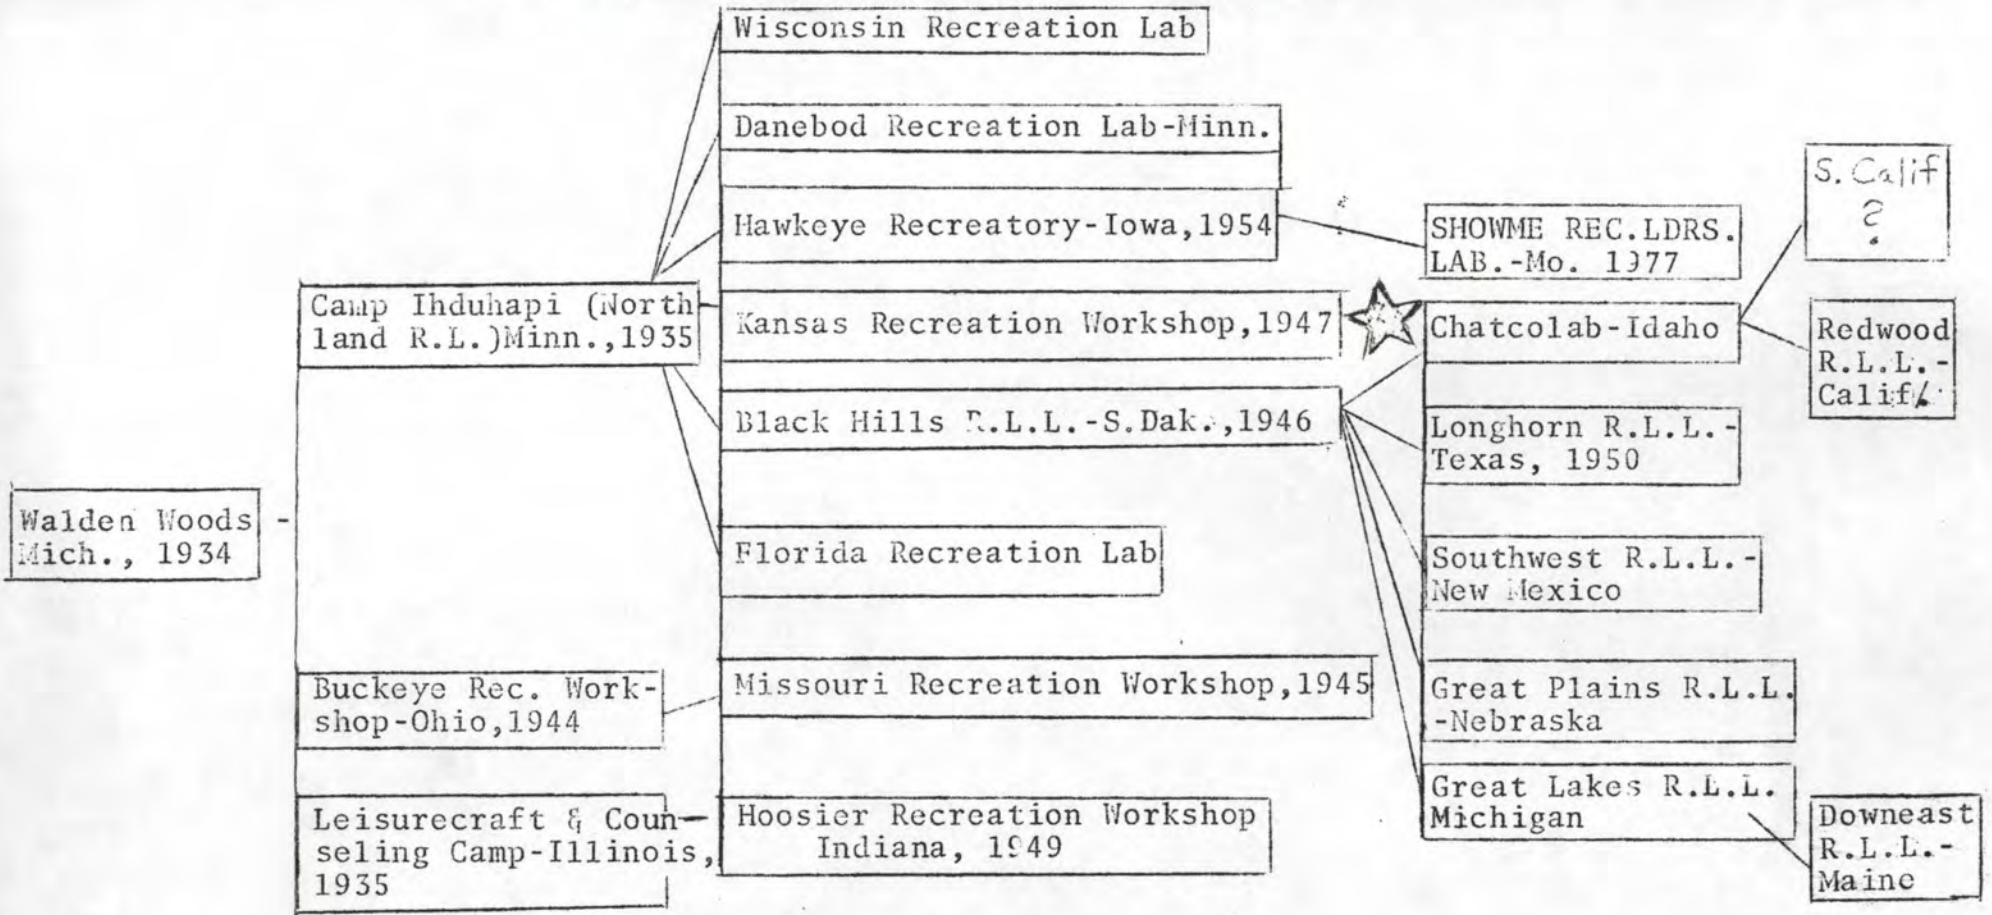 Wisconsin Recreation Lab
Danebod Recreation Lab-Minn.
Hawkeye Recreatory-Iowa,1954
Camp Ihduhapi (North
land R.L.)Minn.,1935
Kansas Recreation Workshop,1947
Black Hills R.L.L.-S.Dak.,1946
Walden Woods
Mich., 1934
Florida Recreation Lab
Buckeye Rec. Work-
shop-Ohio,1944
Missouri Recreation Workshop,1945
Leisurecraft & Coun-
seling Camp-Illinois,
1935
Hoosier Recreation Workshop
Indiana, 1949
SHOWME REC.LDRS.
LAB.-Mo. 1977
Chatcolab-Idaho
Longhorn R.L.L.-
Texas, 1950
Southwest R.L.L.-
New Mexico
Great Plains R.L.L.
-Nebraska
Great Lakes R.L.L.
Michigan
S. Calif
?
Redwood
R.L.L.-
Calif.
Downeast
R.L.L.-
Maine